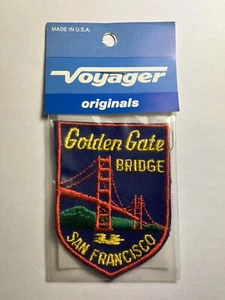 MADE IN U.S.A.
Voyager
originals
Golden Gate
BRIDGE
SAN FRANCISCO